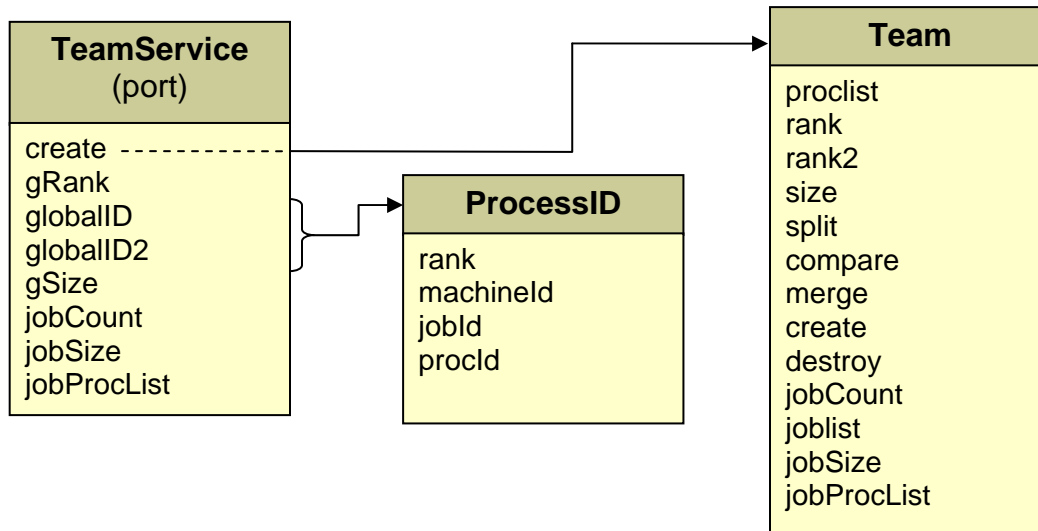 TeamService
(port)
create
gRank
globalID
globalID2
gSize
jobCount
jobSize
jobProcList
ProcessID
rank
machineId
jobId
procId
Team
proclist
rank
rank2
size
split
compare
merge
create
destroy
jobCount
joblist
jobSize
jobProcList